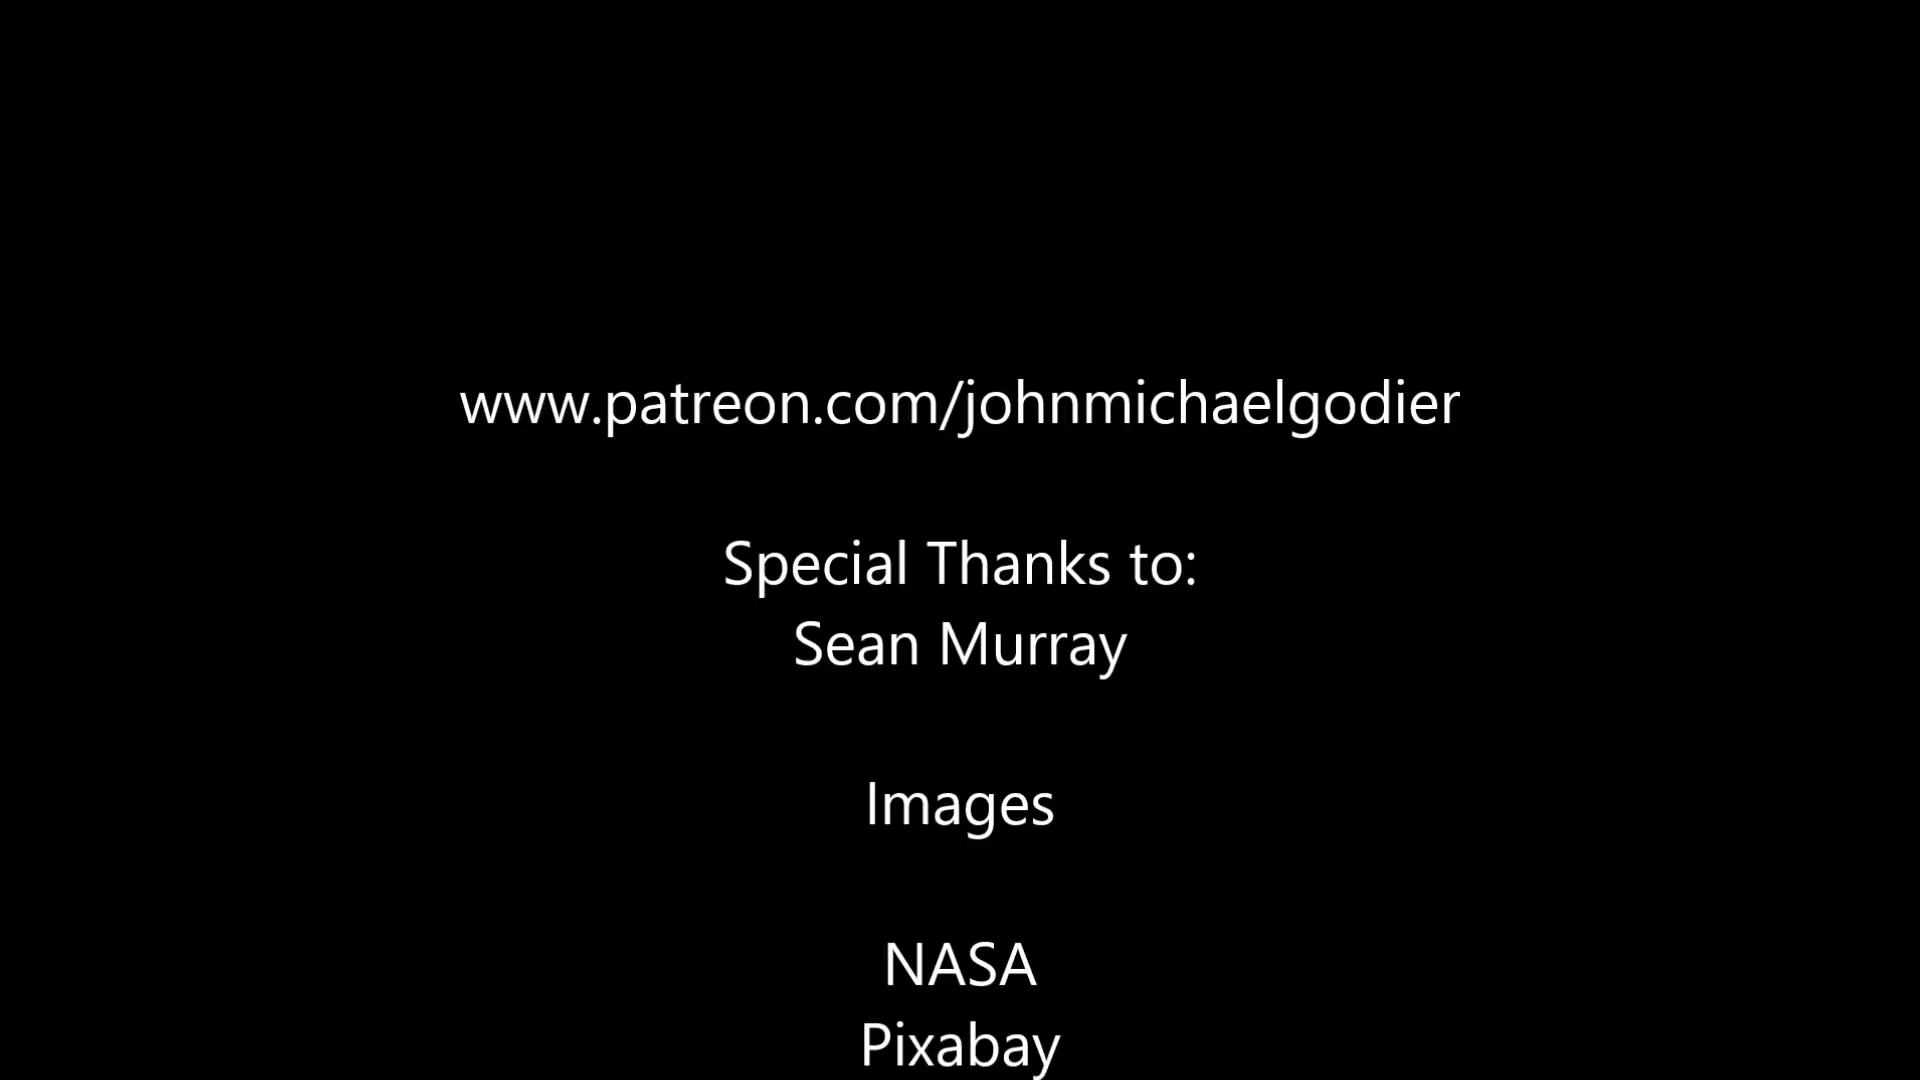 www.patreon.com/johnmichaelgodier
Special Thanks to:
Sean Murray
Images
NASA
Pixabay